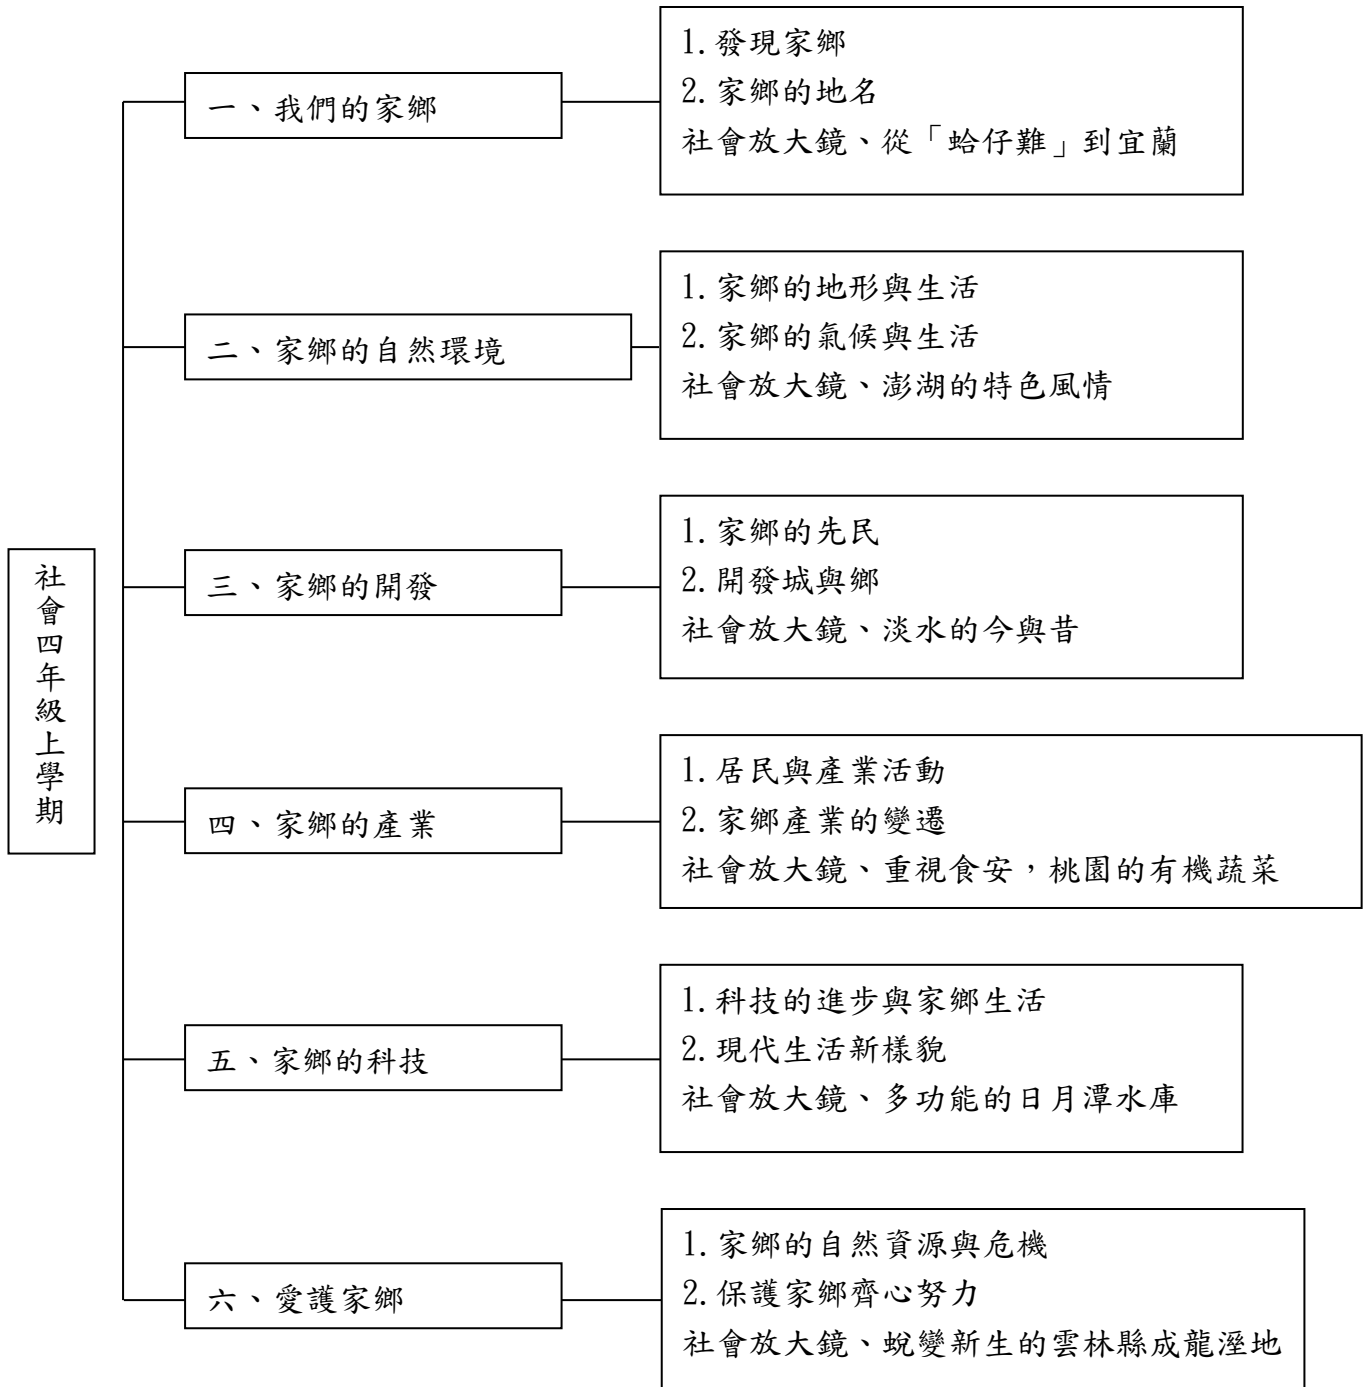 社會四年級上學期
一、我們的家鄉
1.發現家鄉
2.家鄉的地名
社會放大鏡、從「蛤仔難」到宜蘭
二、家鄉的自然環境
1.家鄉的地形與生活
2.家鄉的氣候與生活
社會放大鏡、澎湖的特色風情
三、家鄉的開發
1.家鄉的先民
2.開發城與鄉
社會放大鏡、淡水的今與昔
四、家鄉的產業
1.居民與產業活動
2.家鄉產業的變遷
社會放大鏡、重視食安，桃園的有機蔬菜
五、家鄉的科技
1.科技的進步與家鄉生活
2.現代生活新樣貌
社會放大鏡、多功能的日月潭水庫
六、愛護家鄉
1.家鄉的自然資源與危機
2.保護家鄉齊心努力
社會放大鏡、蛻變新生的雲林縣成龍溼地